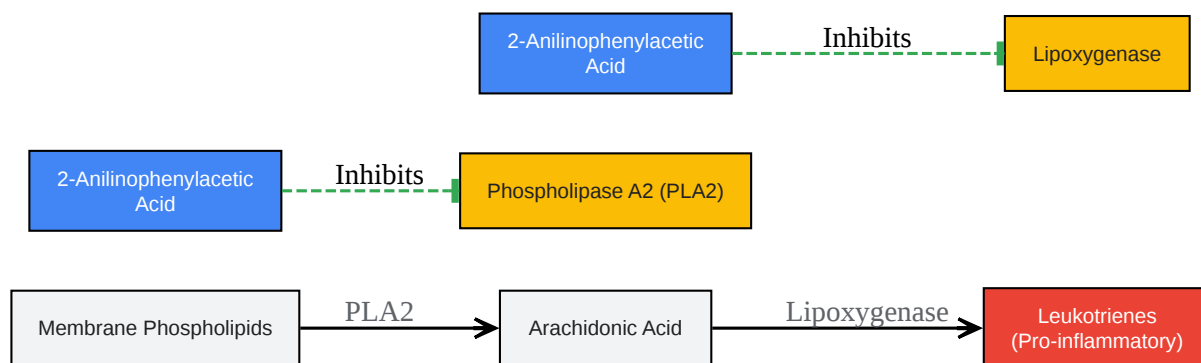 2-Anilinophenylacetic
Acid
Inhibits
Lipoxygenase
2-Anilinophenylacetic
Acid
Inhibits
Phospholipase A2 (PLA2)
Membrane Phospholipids
PLA2
Arachidonic Acid
Lipoxygenase
Leukotrienes
(Pro-inflammatory)